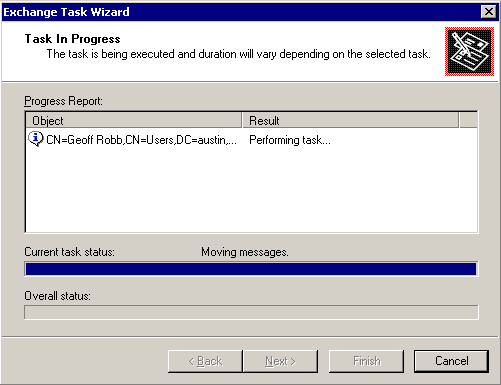 Exchange Task Wizard
Task In Progress
The task is being executed and duration will vary depending on the selected task.
Progress Report:
Object Result
CN=Geoff Robb,CN=Users,DC=austin,... Performing task...
Current task status: Moving messages.
Overall status:
< Back Next > Finish Cancel